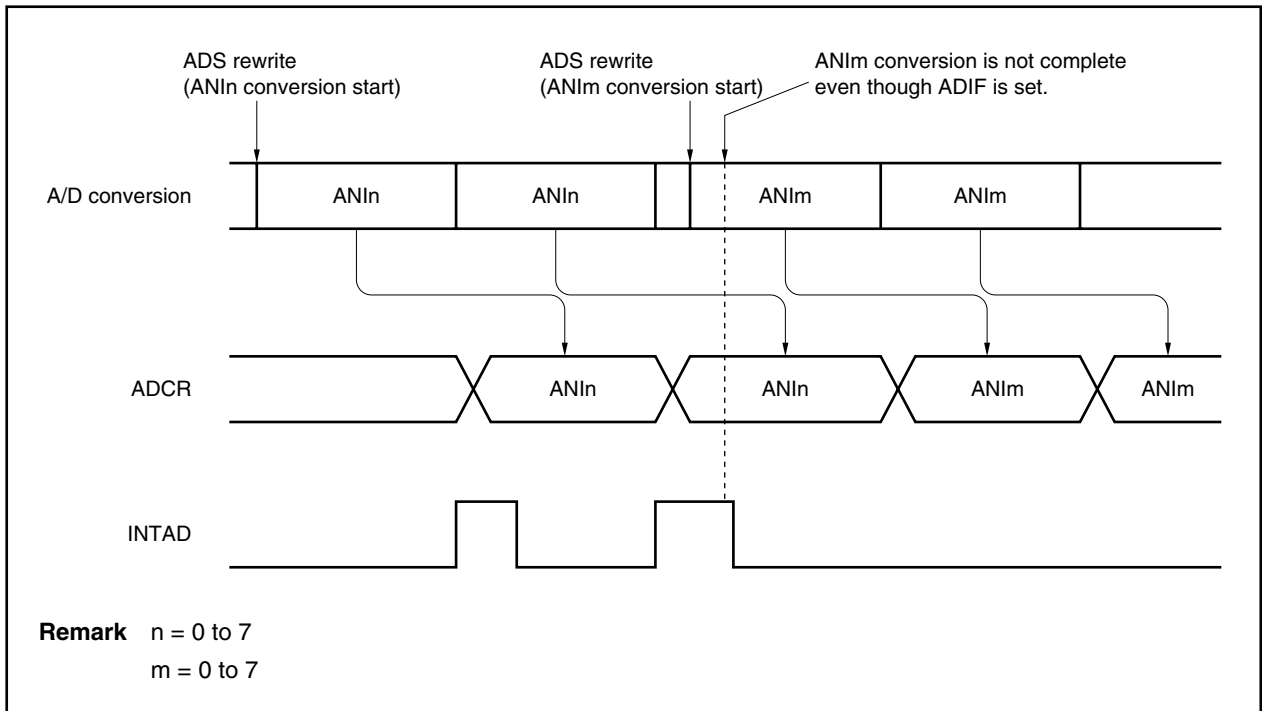 ADS rewrite
(ANIn conversion start)
ADS rewrite
(ANIm conversion start)
ANIm conversion is not complete
even though ADIF is set.
A/D conversion
ANIn
ANIn
ANIm
ANIm
ADCR
ANIn
ANIn
ANIm
ANIm
INTAD
Remark n = 0 to 7
m = 0 to 7